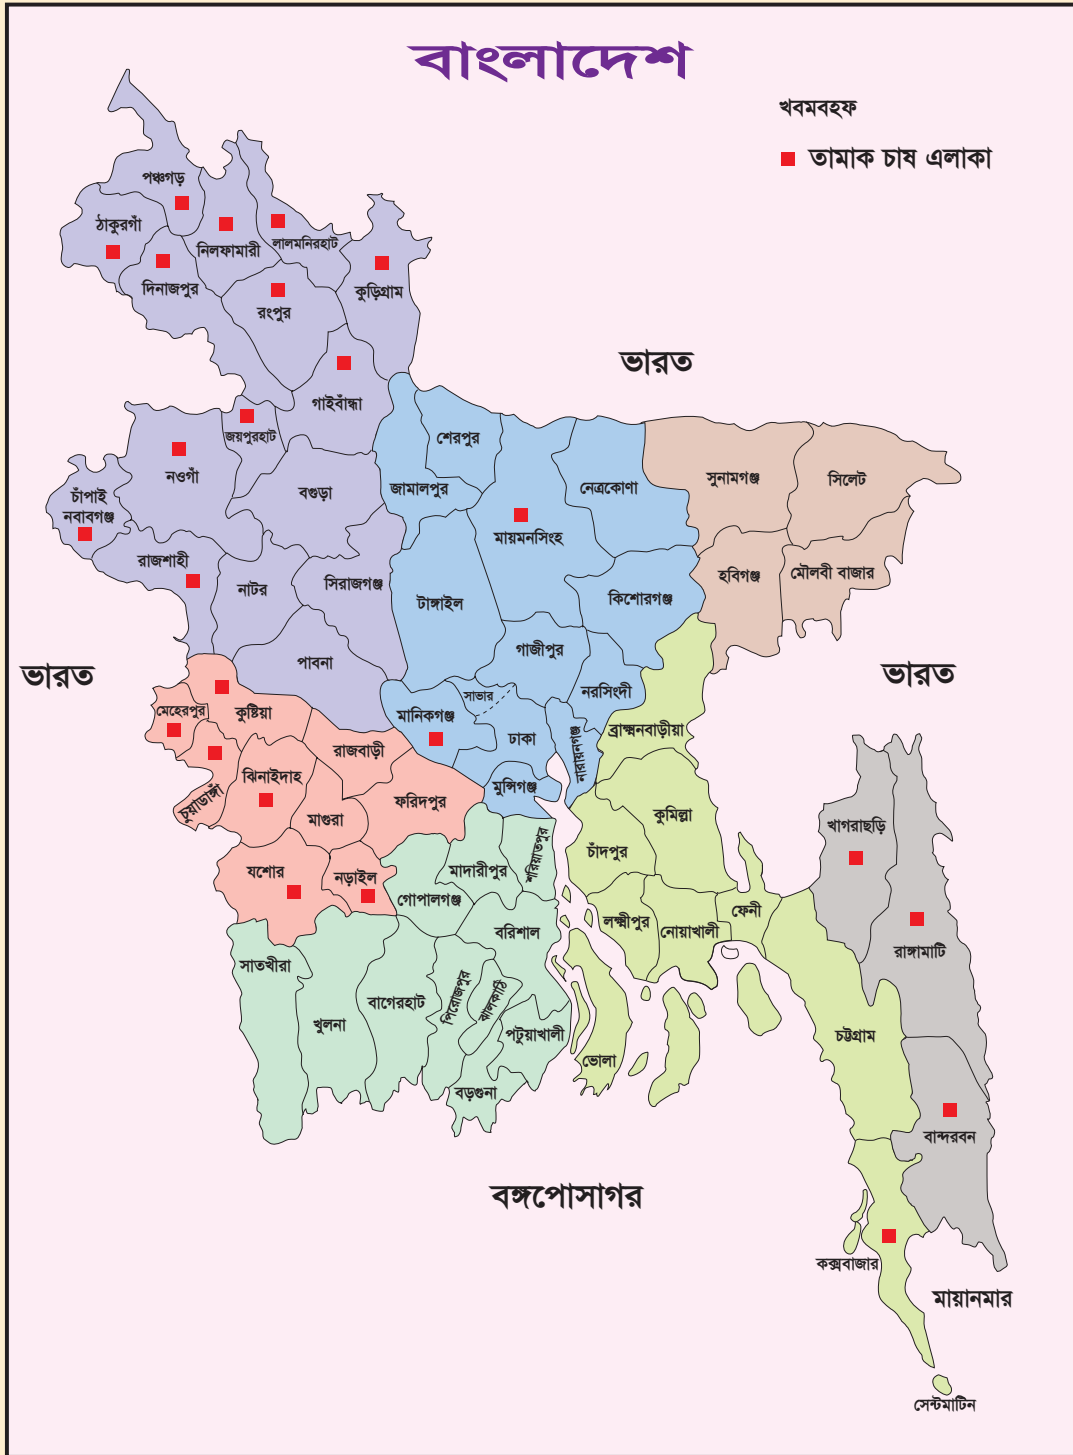 বাংলাদেশ
খবমবহফ
তামাক চাষ এলাকা
পঞ্চগড়
ঠাকুরগাঁ
নিলফামারী
লালমনিরহাট
দিনাজপুর
কুড়িগ্রাম
রংপুর
ভারত
গাইবাঁন্ধা
জয়পুরহাট
শেরপুর
নওগাঁ
বগুড়া
জামালপুর
নেত্রকোণা
সুনামগঞ্জ
সিলেট
চাঁপাই
নবাবগঞ্জ
মায়মনসিংহ
রাজশাহী
নাটর
সিরাজগঞ্জ
টাঙ্গাইল
কিশোরগঞ্জ
হবিগঞ্জ
মৌলবী বাজার
পাবনা
গাজীপুর
ভারত
ভারত
সাভার
নরসিংদী
মেহেরপুর
কুষ্টিয়া
মানিকগঞ্জ
ঢাকা
নারায়নগঞ্জ
ব্রাহ্মনবাড়ীয়া
রাজবাড়ী
ঝিনাইদাহ
মুন্সিগঞ্জ
চুয়াডাঙ্গাঁ
মাগুরা
ফরিদপুর
কুমিল্লা
খাগরাছড়ি
যশোর
নড়াইল
মাদারীপুর
শরিয়াতপুর
চাঁদপুর
গোপালগঞ্জ
বরিশাল
লক্ষীপুর
নোয়াখালী
ফেনী
রাঙ্গামাটি
সাতখীরা
খুলনা
বাগেরহাট
পিরোজপুর
ঝালকাঠি
পটুয়াখালী
ভোলা
চট্টগ্রাম
বড়গুনা
বান্দরবন
বঙ্গপোসাগর
কক্সবাজার
মায়ানমার
সেন্টমাটিন